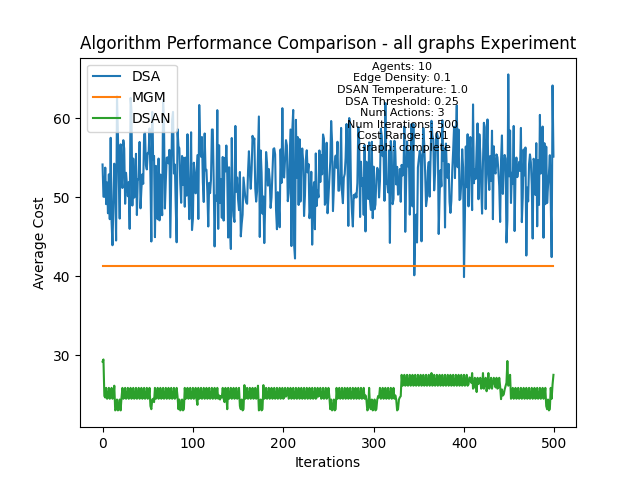 Algorithm Performance Comparison - all graphs Experiment
DSA
MGM
DSAN
Agents: 10
Edge Density: 0.1
DSAN Temperature: 1.0
DSA Threshold: 0.25
Num Actions: 3
Num Iterations: 500
Cost Range: 101
Graph: complete
Average Cost
60
50
40
30
0
100
200
300
400
500
Iterations